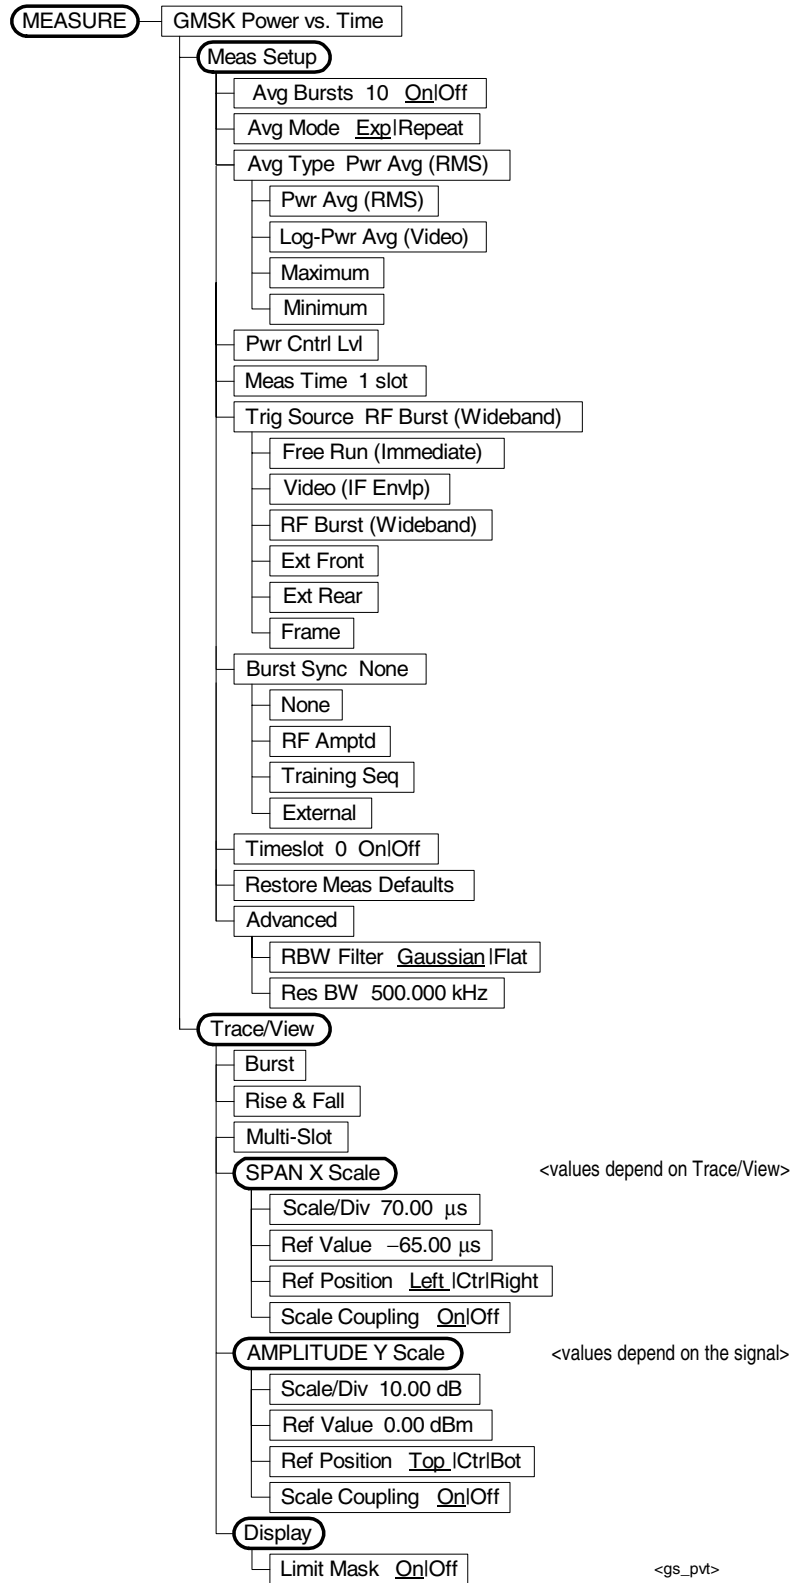 MEASURE GMSK Power vs. Time
Meas Setup
Avg Bursts 10 On|Off
Avg Mode Exp|Repeat
Avg Type Pwr Avg (RMS)
Pwr Avg (RMS)
Log-Pwr Avg (Video)
Maximum
Minimum
Pwr Cntrl Lvl
Meas Time 1 slot
Trig Source RF Burst (Wideband)
Free Run (Immediate)
Video (IF Envlp)
RF Burst (Wideband)
Ext Front
Ext Rear
Frame
Burst Sync None
None
RF Amptd
Training Seq
External
Timeslot 0 On|Off
Restore Meas Defaults
Advanced
RBW Filter Gaussian |Flat
Res BW 500.000 kHz
Trace/View
Burst
Rise & Fall
Multi-Slot
SPAN X Scale <values depend on Trace/View>
Scale/Div 70.00 μs
Ref Value −65.00 μs
Ref Position Left |Ctr|Right
Scale Coupling On|Off
AMPLITUDE Y Scale <values depend on the signal>
Scale/Div 10.00 dB
Ref Value 0.00 dBm
Ref Position Top |Ctr|Bot
Scale Coupling On|Off
Display
Limit Mask On|Off <gs_pvt>